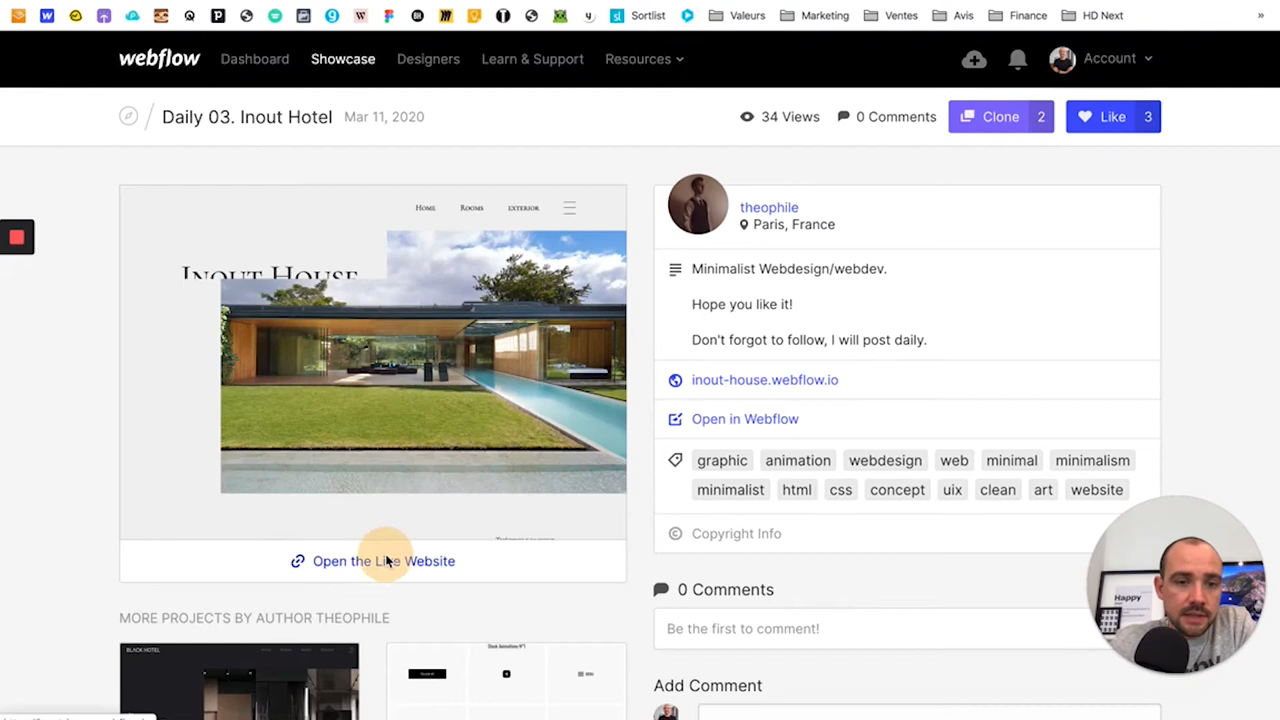 Sortlist Valeurs Marketing Ventes Avis Finance HD Next »
webflow Dashboard Showcase Designers Learn & Support Resources Account
Daily 03. Inout Hotel Mar 11, 2020 34 Views 0 Comments Clone 2 Like 3
HOME ROOMS EXTERIOR
INOUT HOUSE
Open the Live Website
MORE PROJECTS BY AUTHOR THEOPHILE
BLACK HOTEL
MENU
theophile
Paris, France
Minimalist Webdesign/webdev.
Hope you like it!
Don't forgot to follow, I will post daily.
inout-house.webflow.io
Open in Webflow
graphic animation webdesign web minimal minimalism
minimalist html css concept uix clean art website
Copyright Info
0 Comments
Be the first to comment!
Add Comment
Happy